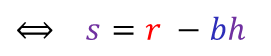 ⇔ s = r − bh